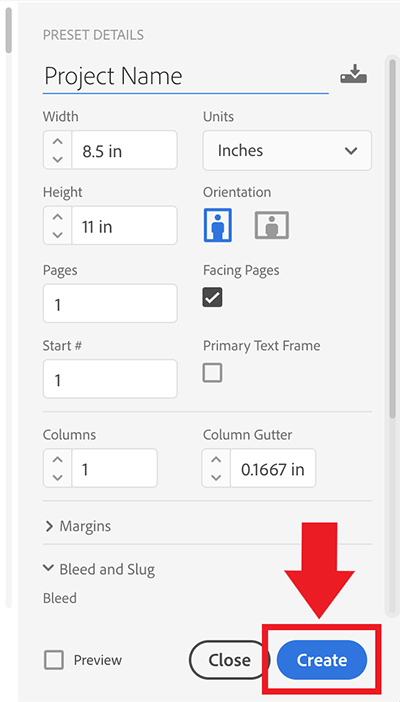 PRESET DETAILS
Project Name
Width Units
8.5 in Inches
Height Orientation
11 in
Pages Facing Pages
1
Start # Primary Text Frame
1
Columns Column Gutter
1 0.1667 in
Margins
Bleed and Slug
Bleed
Preview Close Create